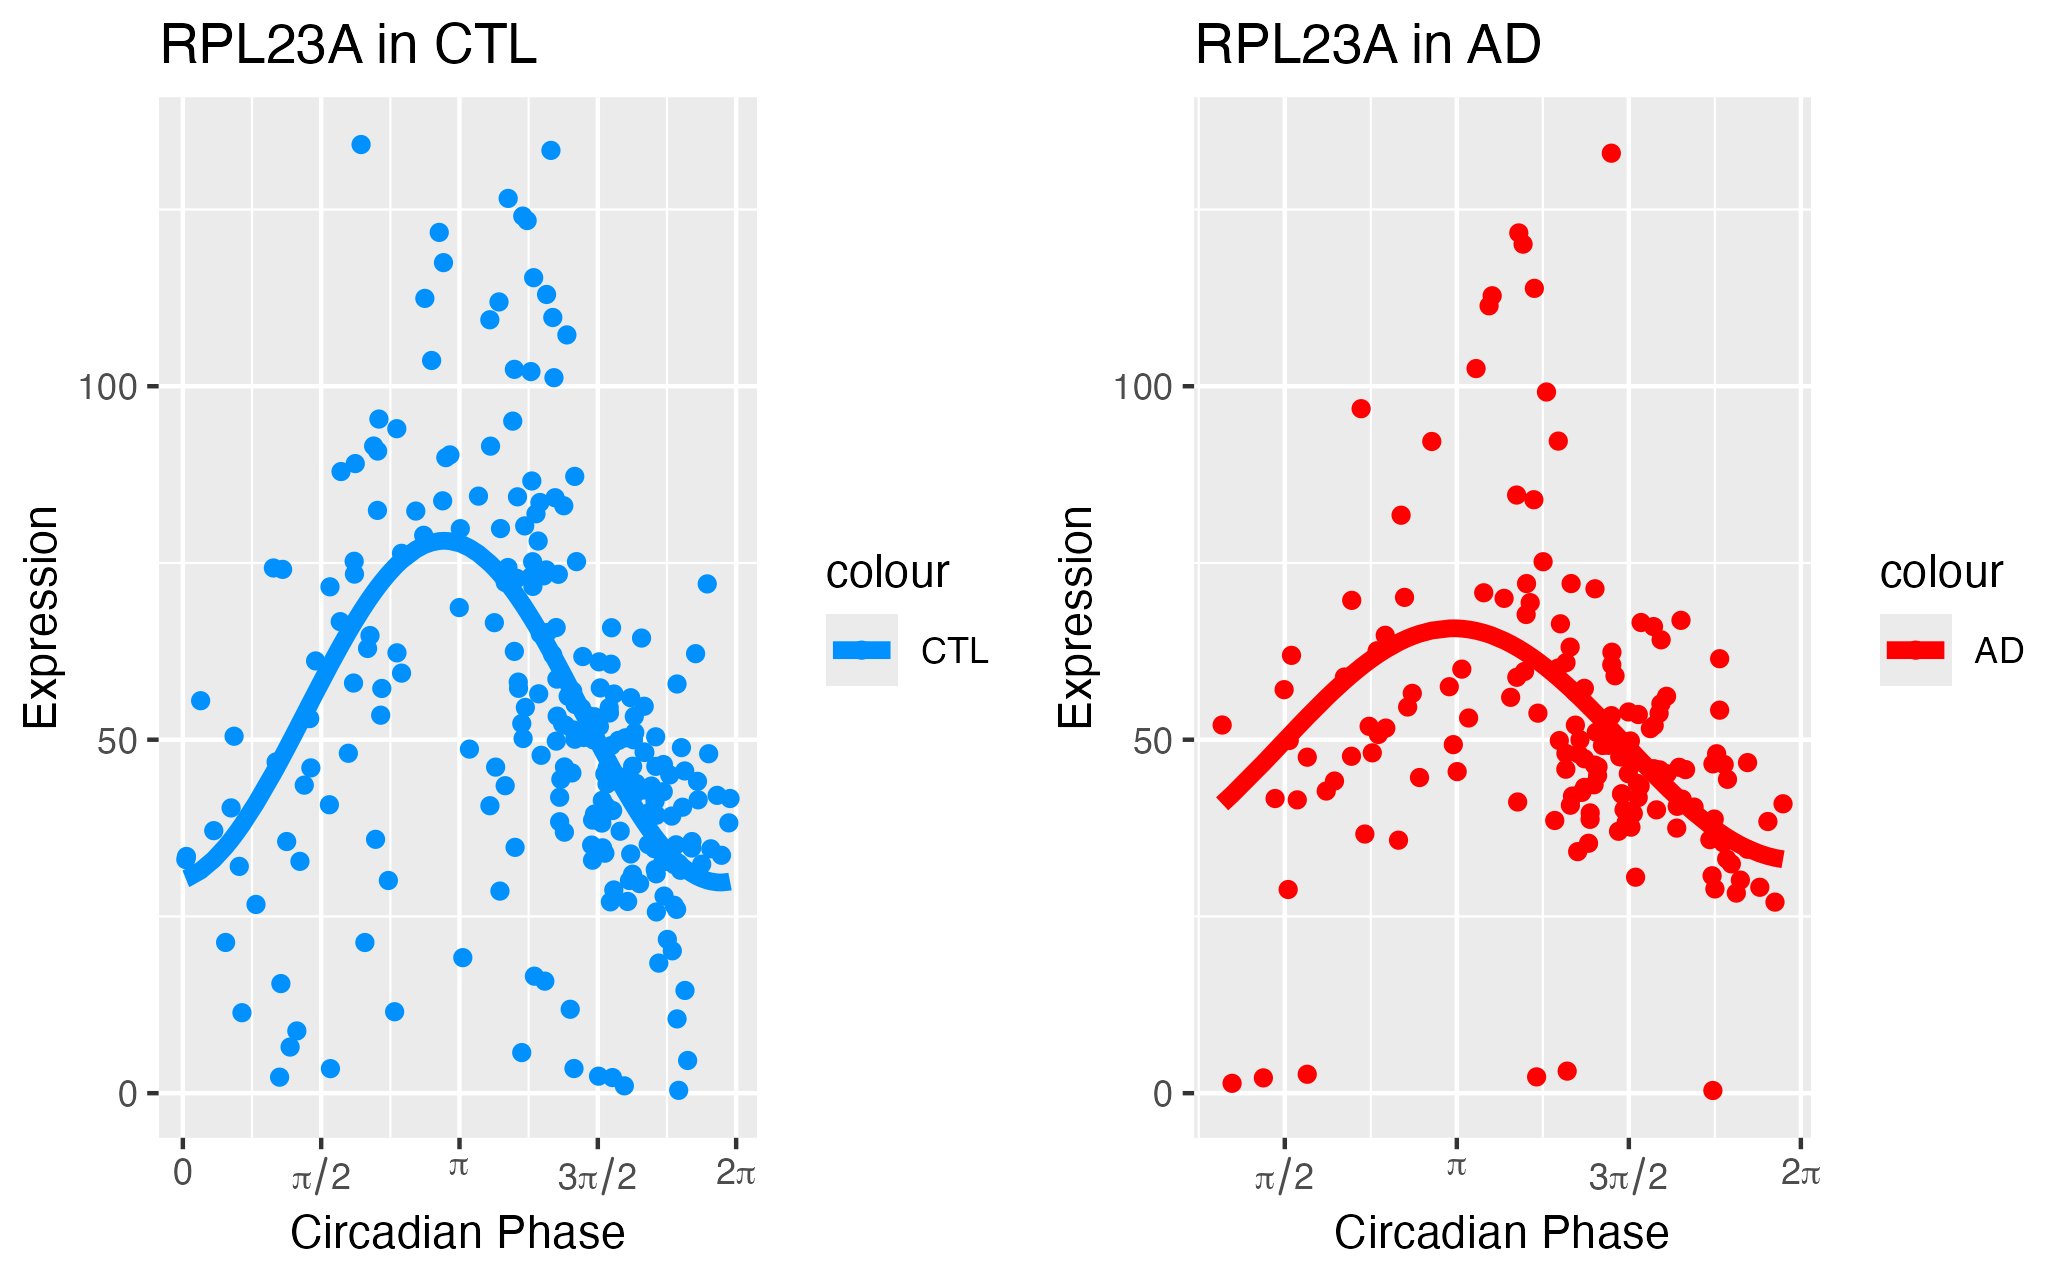 RPL23A in CTL
100
50
0
0 π/2 π 3π/2 2π
Circadian Phase
Expression
colour
CTL
RPL23A in AD
100
50
0
π/2 π 3π/2 2π
Circadian Phase
Expression
colour
AD